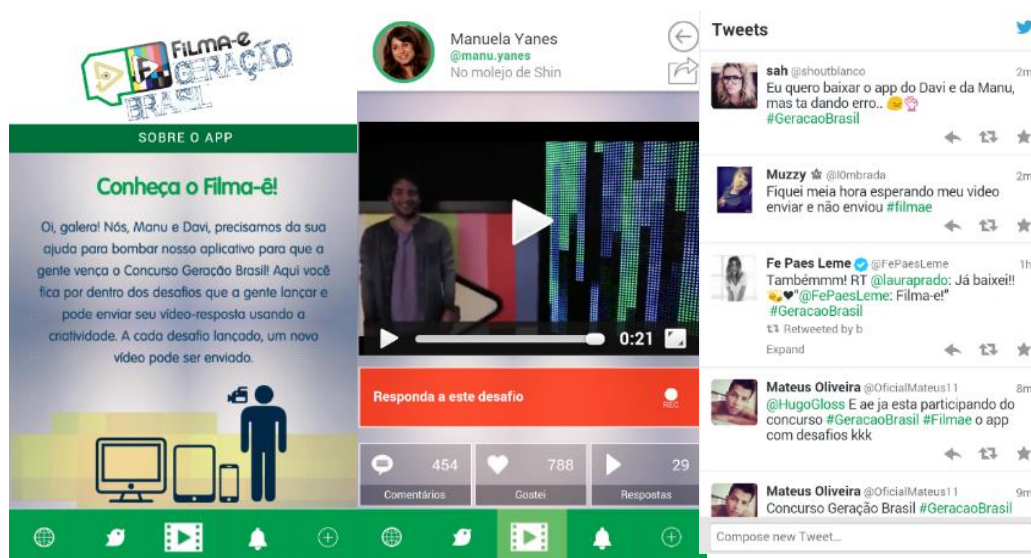 FILMA-E
GERAÇÃO
BRASIL
SOBRE O APP
Conheça o Filma-ê!
Oi, galera! Nós, Manu e Davi, precisamos da sua
ajuda para bombar nosso aplicativo para que a
gente vença o Concurso Geração Brasil! Aqui você
fica por dentro dos desafios que a gente lançar e
pode enviar seu vídeo-resposta usando a
criatividade. A cada desafio lançado, um novo
vídeo pode ser enviado.
Manuela Yanes
@manu.yanes
No molejo de Shin
0:21
Responda a este desafio
REC
454
788
29
Comentários
Gostei
Respostas
Tweets
sah @shoutbianco 2m
Eu quero baixar o app do Davi e da Manu,
mas ta dando erro..
#GeracaoBrasil
Muzzy @l0mbrada 2m
Fiquei meia hora esperando meu video
enviar e não enviou #filmae
Fe Paes Leme @FePaesLeme 1h
Tambémmm! RT @lauraprado: Já baixei!!
"@FePaesLeme: Filma-e!"
#GeracaoBrasil
Retweeted by b
Expand
Mateus Oliveira @OficialMateus11 8m
@HugoGloss E ae ja esta participando do
concurso #GeracaoBrasil #Filmae o app
com desafios kkk
Mateus Oliveira @OficialMateus11 9m
Concurso Geração Brasil #GeracaoBrasil
Compose new Tweet...